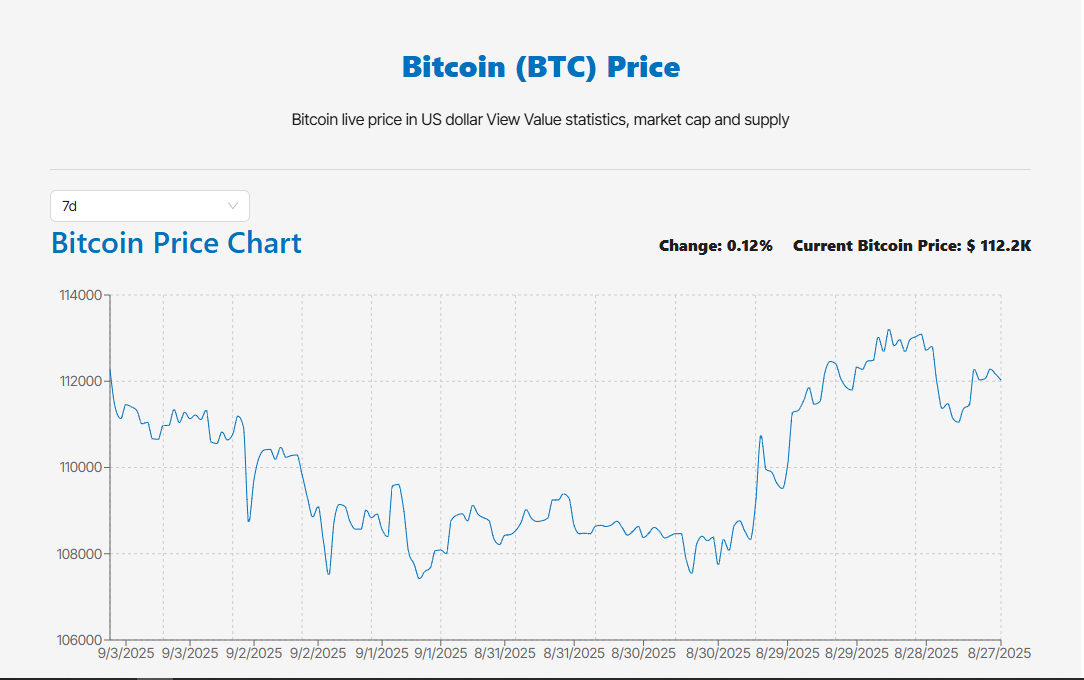 Bitcoin (BTC) Price
Bitcoin live price in US dollar View Value statistics, market cap and supply
7d
Bitcoin Price Chart
Change: 0.12% Current Bitcoin Price: $ 112.2K
114000
112000
110000
108000
106000
9/3/2025 9/3/2025 9/2/2025 9/2/2025 9/1/2025 9/1/2025 8/31/2025 8/31/2025 8/30/2025 8/30/2025 8/29/2025 8/29/2025 8/28/2025 8/27/2025